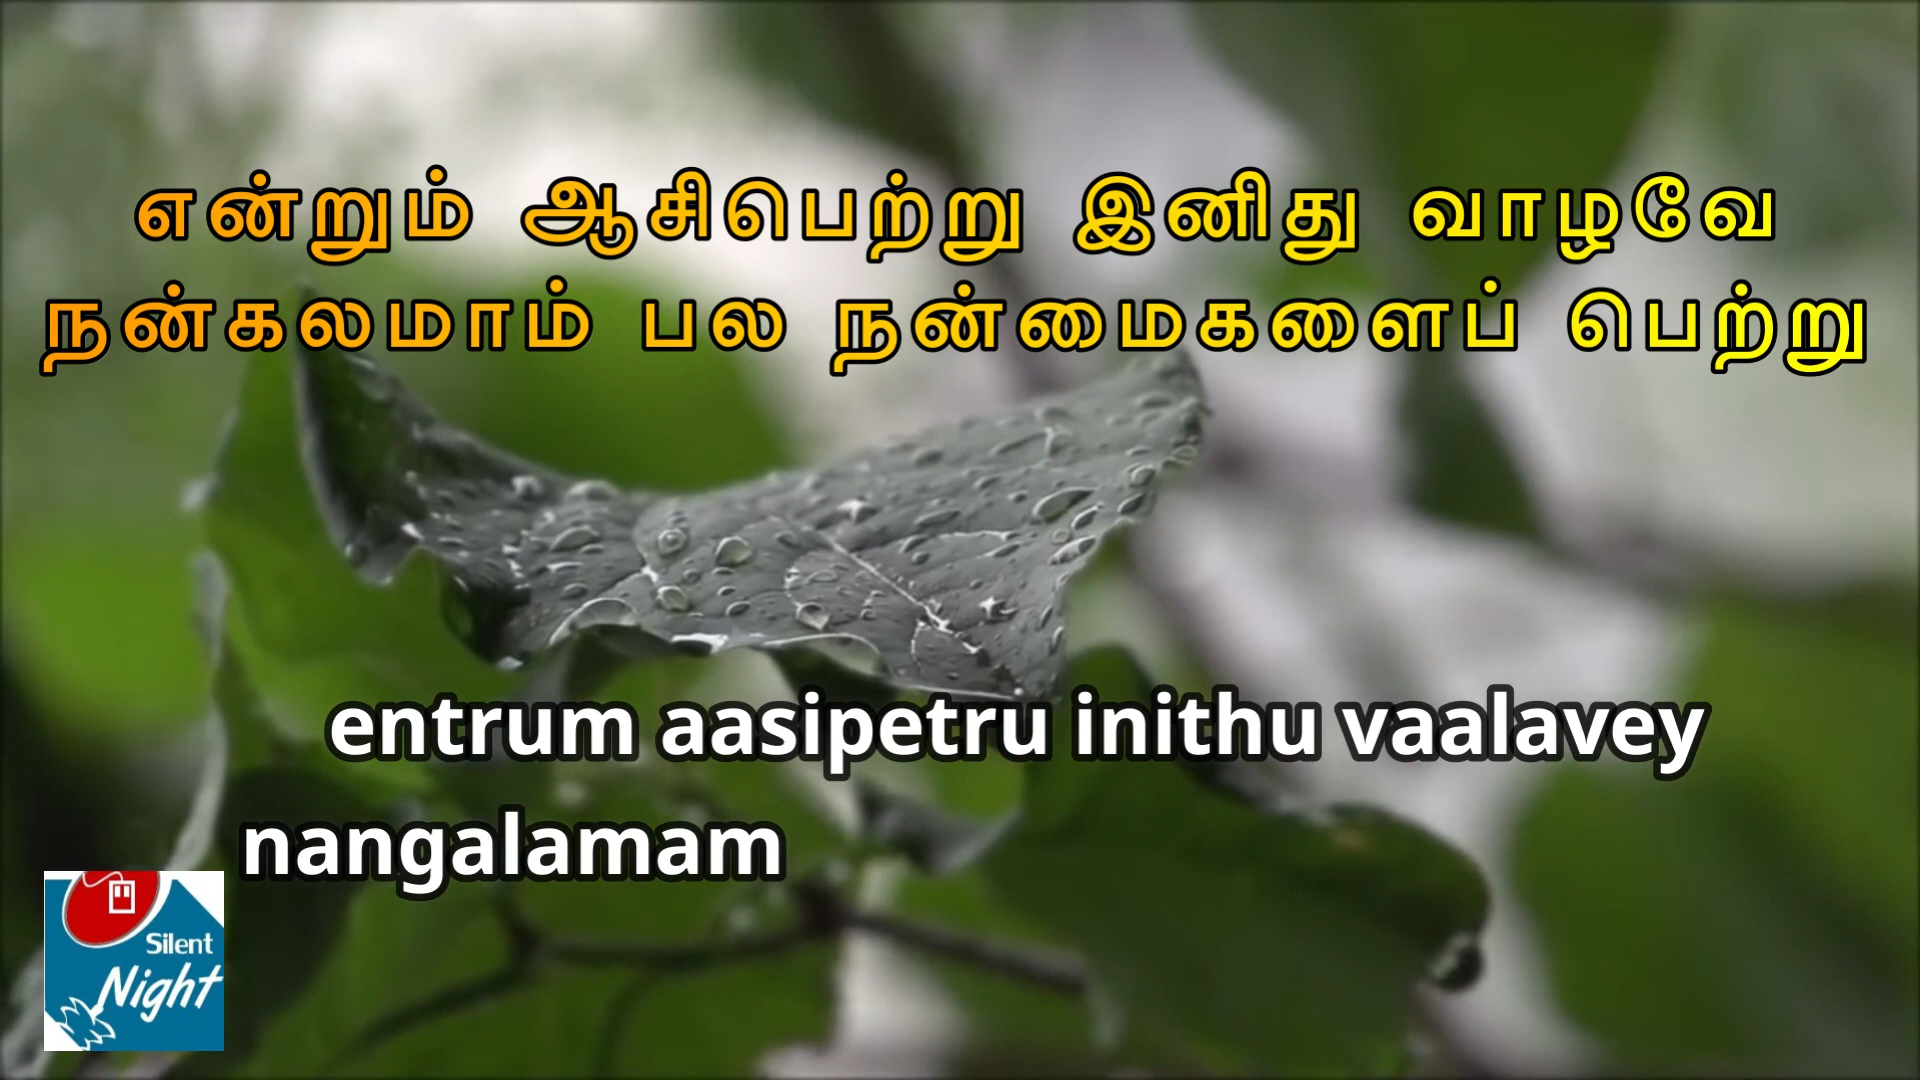 என்றும் ஆசிபெற்று இனிது வாழவே
நன்கலமாம் பல நன்மைகளைப் பெற்று
entrum aasipetru inithu vaalavey
nangalamam
Silent
Night